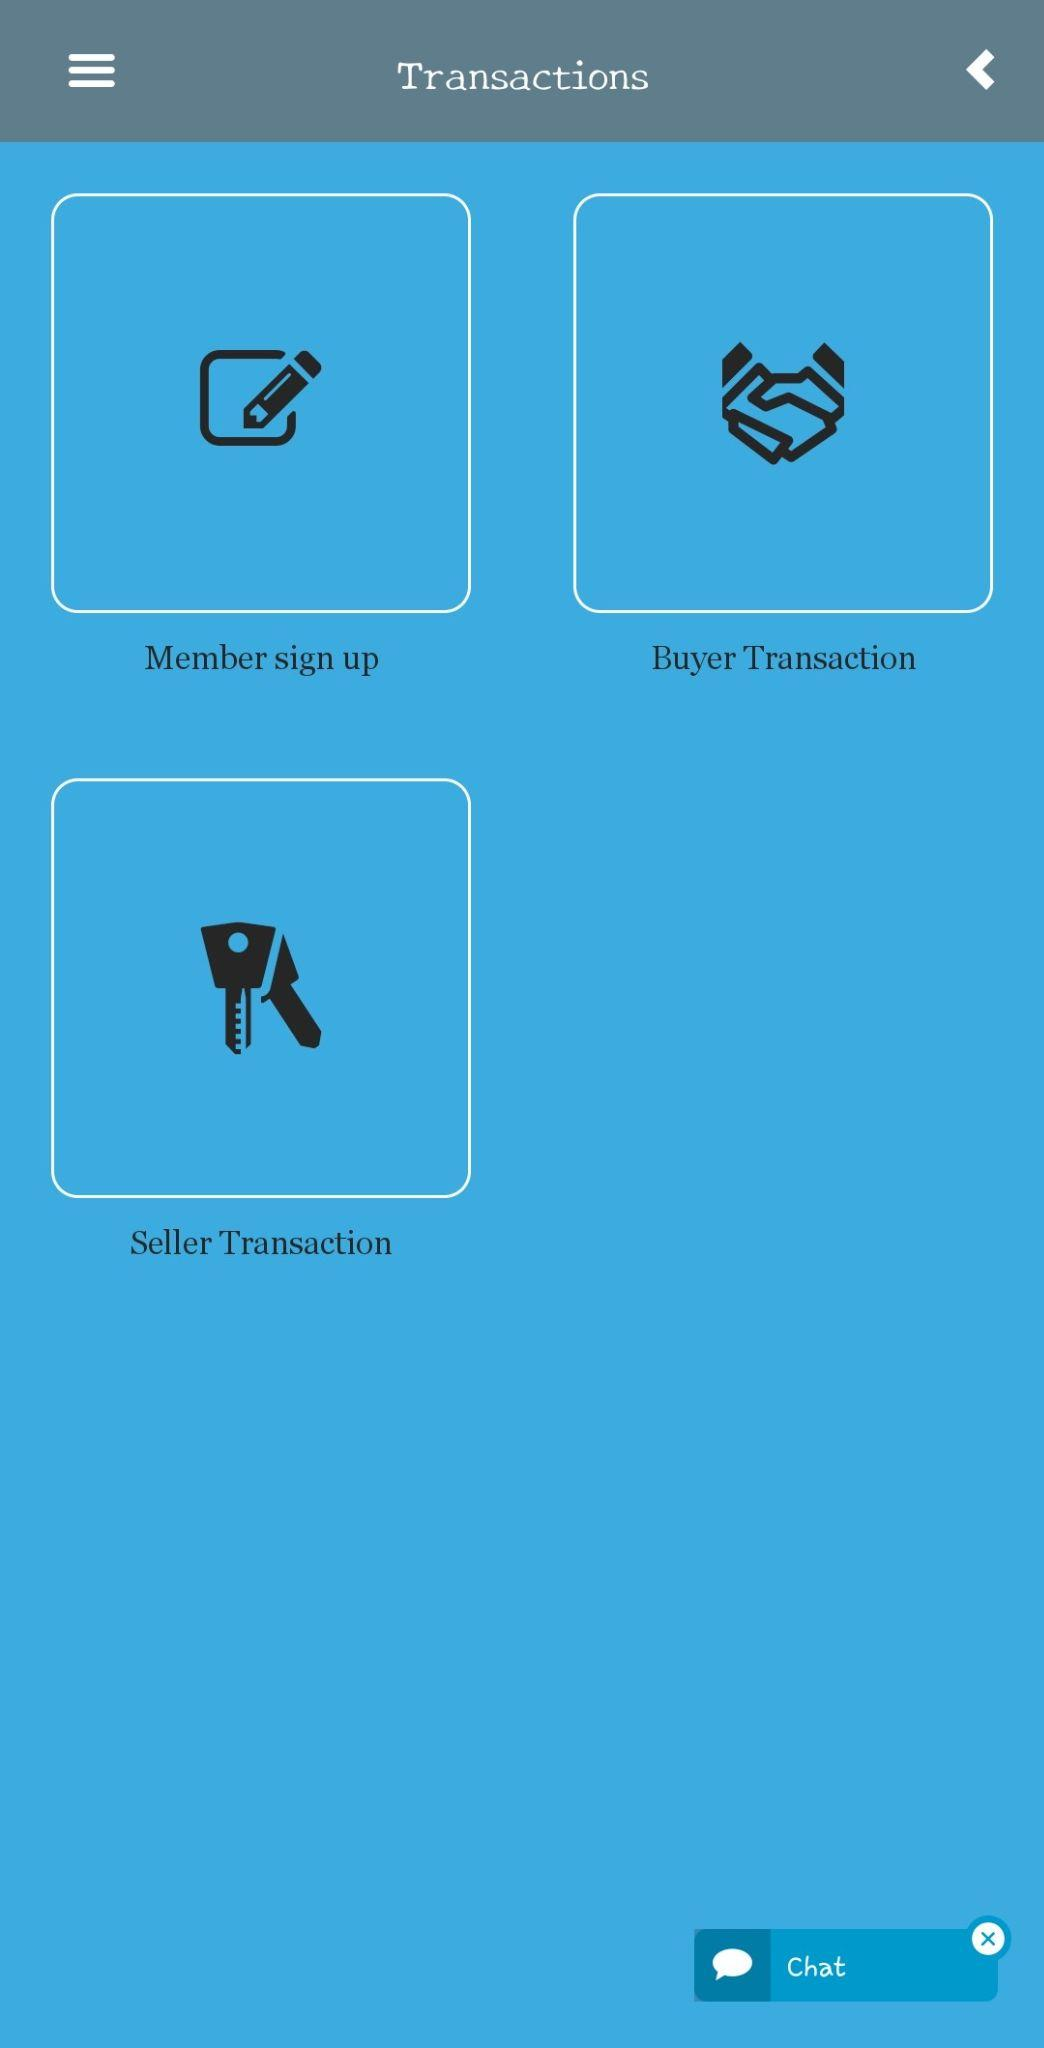 Transactions
Member sign up
Buyer Transaction
Seller Transaction
Chat